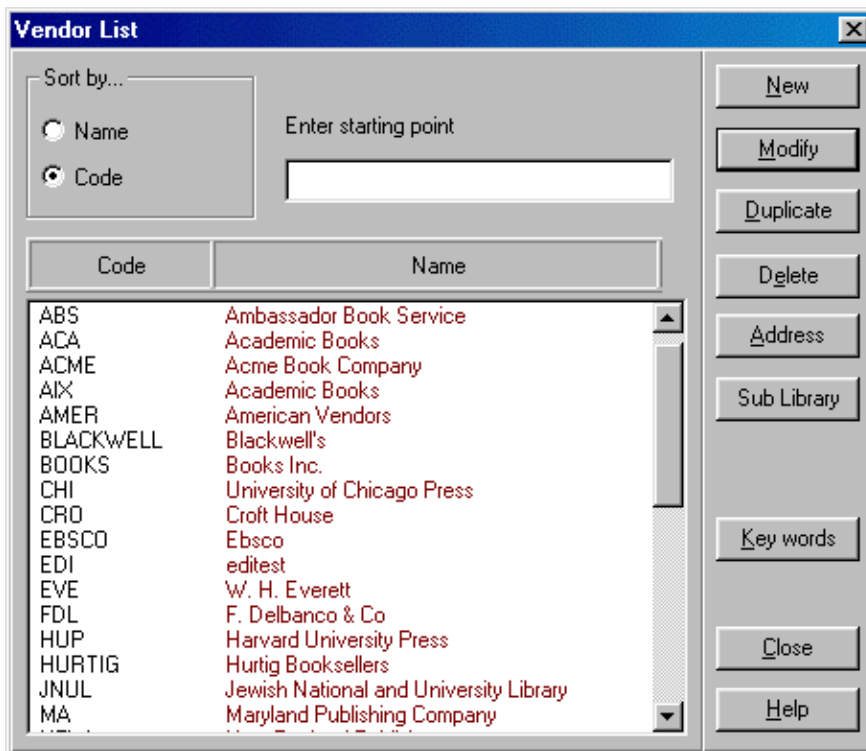 Vendor List
Sort by...
Name
Code
Enter starting point
Code Name
ABS Ambassador Book Service
ACA Academic Books
ACME Acme Book Company
AIX Academic Books
AMER American Vendors
BLACKWELL Blackwell's
BOOKS Books Inc.
CHI University of Chicago Press
CRO Croft House
EBSCO Ebsco
EDI editest
EVE W. H. Everett
FDL F. Delbanco & Co
HUP Harvard University Press
HURTIG Hurtig Booksellers
JNUL Jewish National and University Library
MA Maryland Publishing Company
New
Modify
Duplicate
Delete
Address
Sub Library
Key words
Close
Help